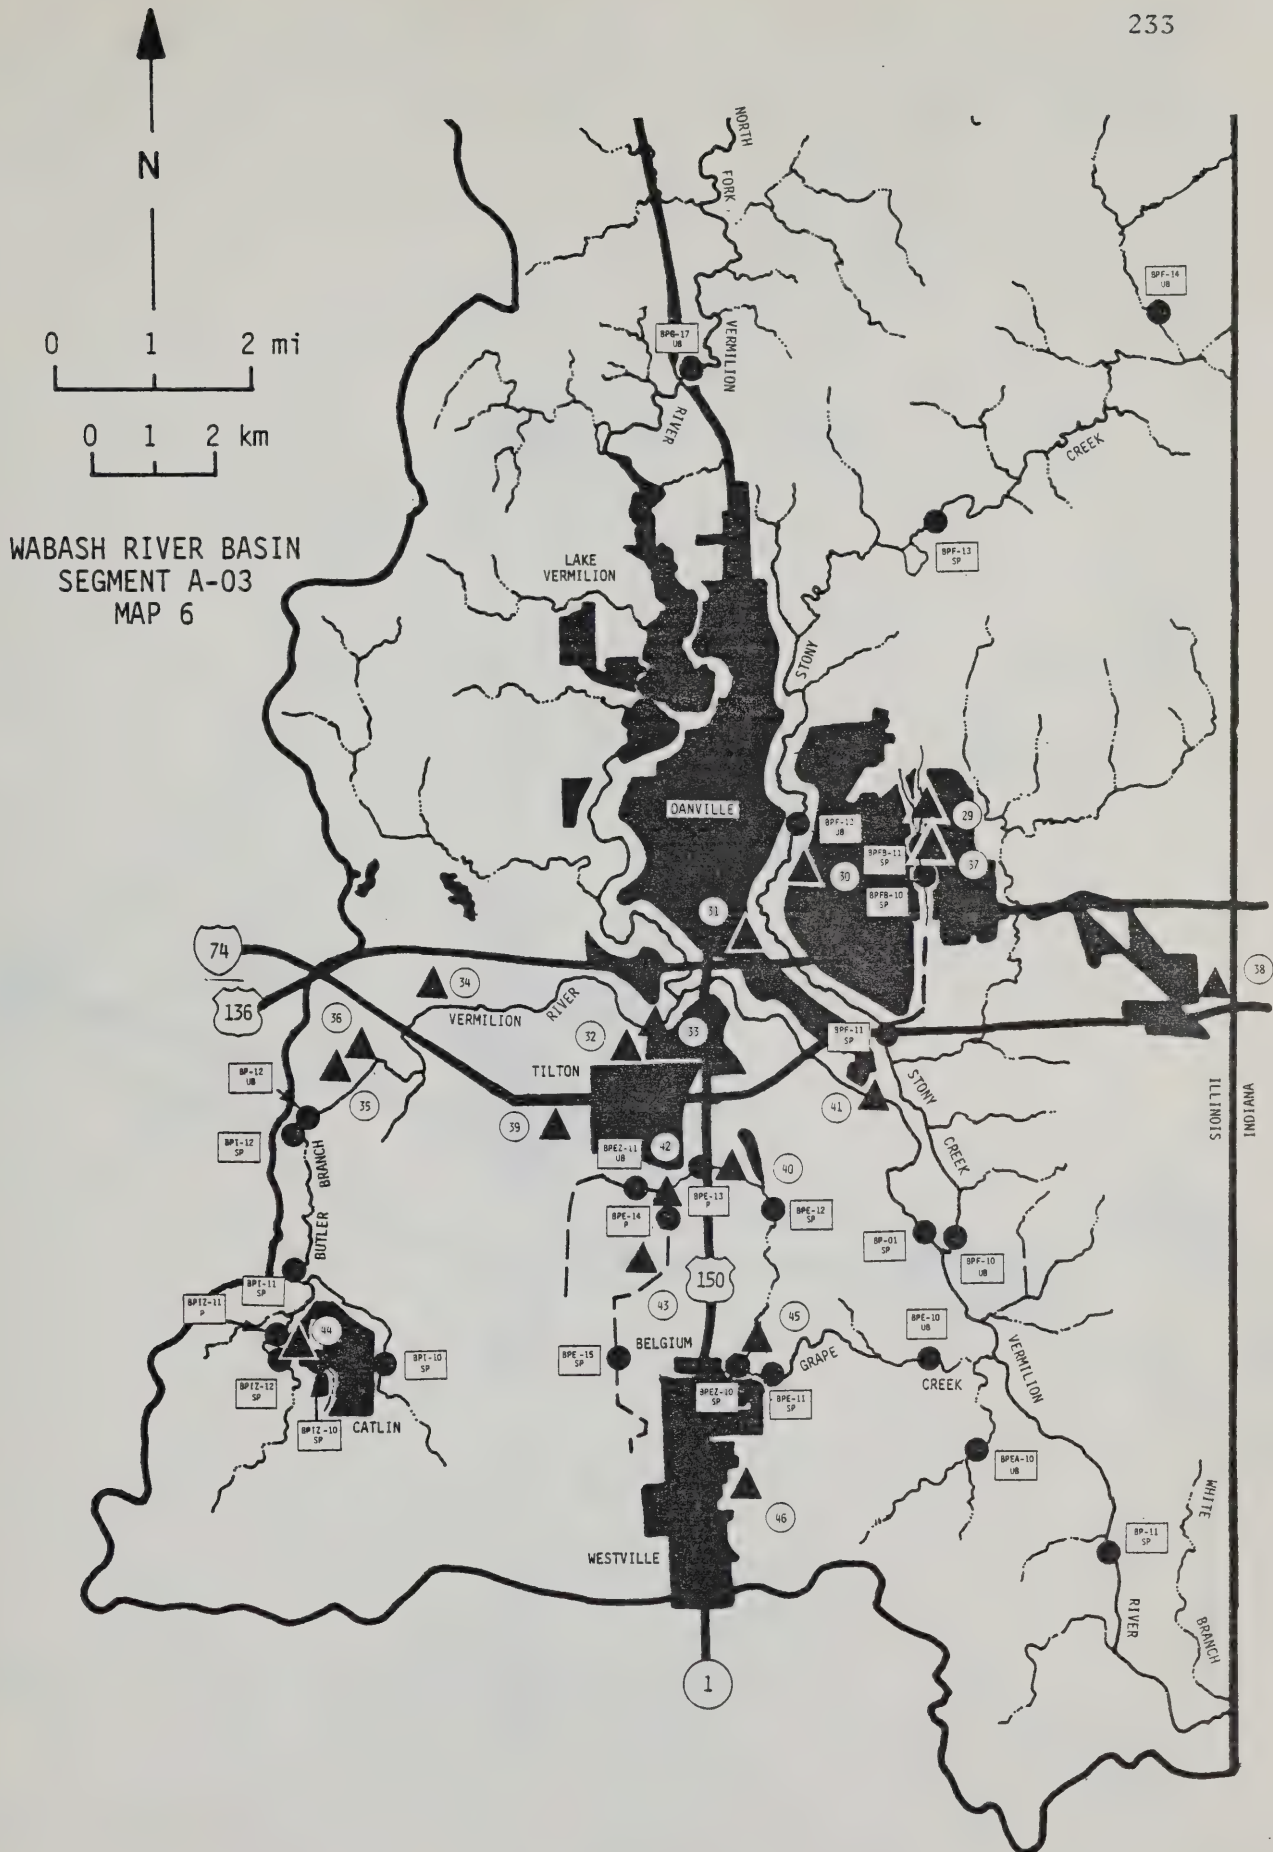 233
N
0 1 2 mi
0 1 2 km
WABASH RIVER BASIN
SEGMENT A-03
MAP 6
NORTH
FORK
VERMILION
RIVER
BPG-17
UB
BPF-14
UB
CREEK
BPF-13
SP
LAKE
VERMILION
STONY
DANVILLE
BPF-12
UB
29
BPFB-11
SP
37
30
BPFB-10
SP
31
74
136
34
VERMILION
RIVER
36
32
33
BPF-11
SP
38
TILTON
BP-12
UB
35
BPI-12
SP
39
41
STONY
CREEK
ILLINOIS
INDIANA
BRANCH
BUTLER
BPEZ-11
UB
42
40
BPE-13
P
BPE-14
P
BPE-12
SP
BP-01
SP
BPF-10
UB
150
BPI-11
SP
BPIZ-11
P
44
43
45
BELGIUM
BPE-15
SP
BPE-10
UB
GRAPE
CREEK
VERMILION
BPI-10
SP
BPIZ-12
SP
BPIZ-10
SP
CATLIN
BPEZ-10
SP
BPE-11
SP
BPEA-10
UB
46
WESTVILLE
BP-11
SP
RIVER
WHITE
BRANCH
1